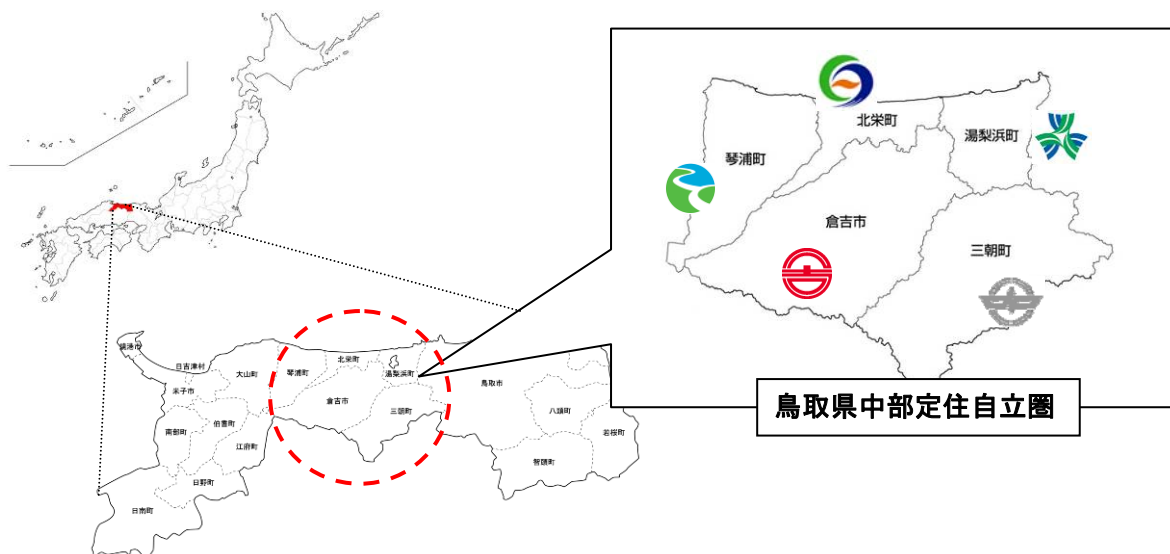 北栄町
湯梨浜町
琴浦町
倉吉市
三朝町
鳥取県中部定住自立圏
境港市
日吉津村
米子市
大山町
琴浦町
北栄町
湯梨浜町
鳥取市
倉吉市
三朝町
八頭町
南部町
伯耆町
江府町
若桜町
智頭町
日野町
日南町